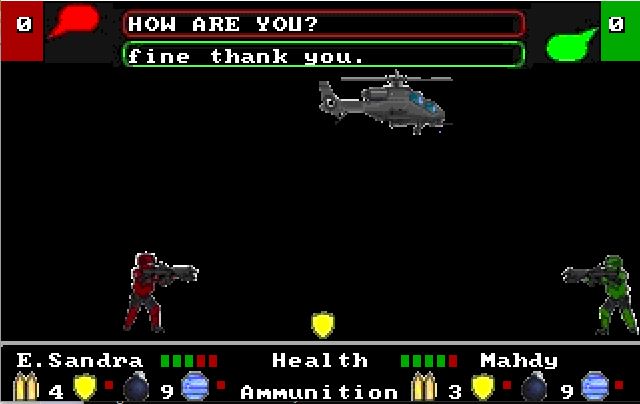 0
HOW ARE YOU?
0
fine thank you.
E.Sandra Health Mahdy
4 9 Ammunition 3 9